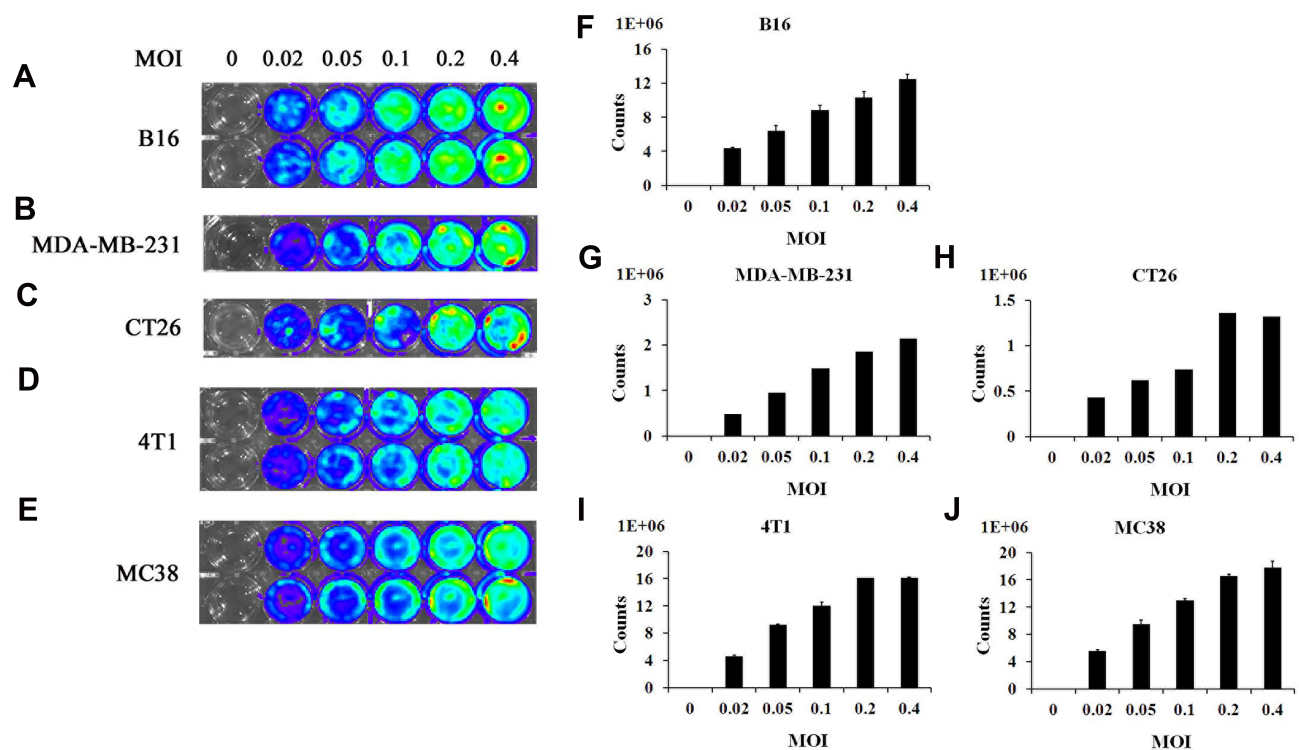 MOI 0 0.02 0.05 0.1 0.2 0.4
A
B16
B
MDA-MB-231
C
CT26
D
4T1
E
MC38
F
1E+06 B16
Counts
16
12
8
4
0
0 0.02 0.05 0.1 0.2 0.4
MOI
G
1E+06 MDA-MB-231
Counts
3
2
1
0
0 0.02 0.05 0.1 0.2 0.4
MOI
H
1E+06 CT26
Counts
1.5
1
0.5
0
0 0.02 0.05 0.1 0.2 0.4
MOI
I
1E+06 4T1
Counts
20
16
12
8
4
0
0 0.02 0.05 0.1 0.2 0.4
MOI
J
1E+06 MC38
Counts
20
16
12
8
4
0
0 0.02 0.05 0.1 0.2 0.4
MOI